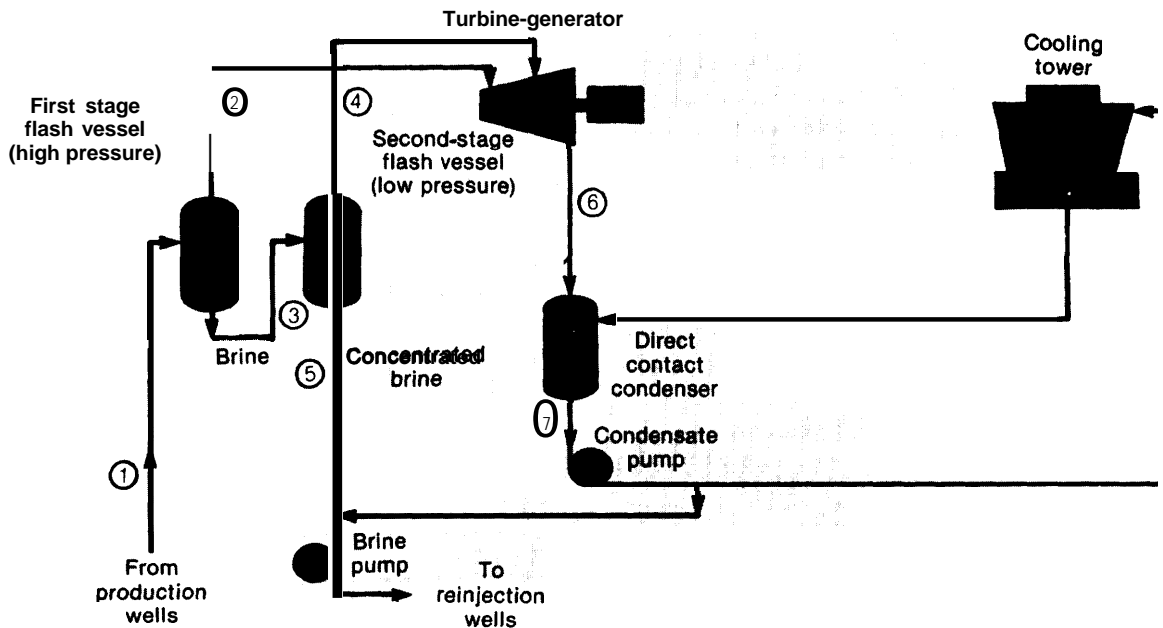 Turbine-generator
Cooling
tower
First stage
flash vessel
(high pressure)
2
4
Second-stage
flash vessel
(low pressure)
6
3
Brine
5
Concentrated
brine
Direct
contact
condenser
7
Condensate
pump
1
From
production
wells
Brine
pump
To
reinjection
wells